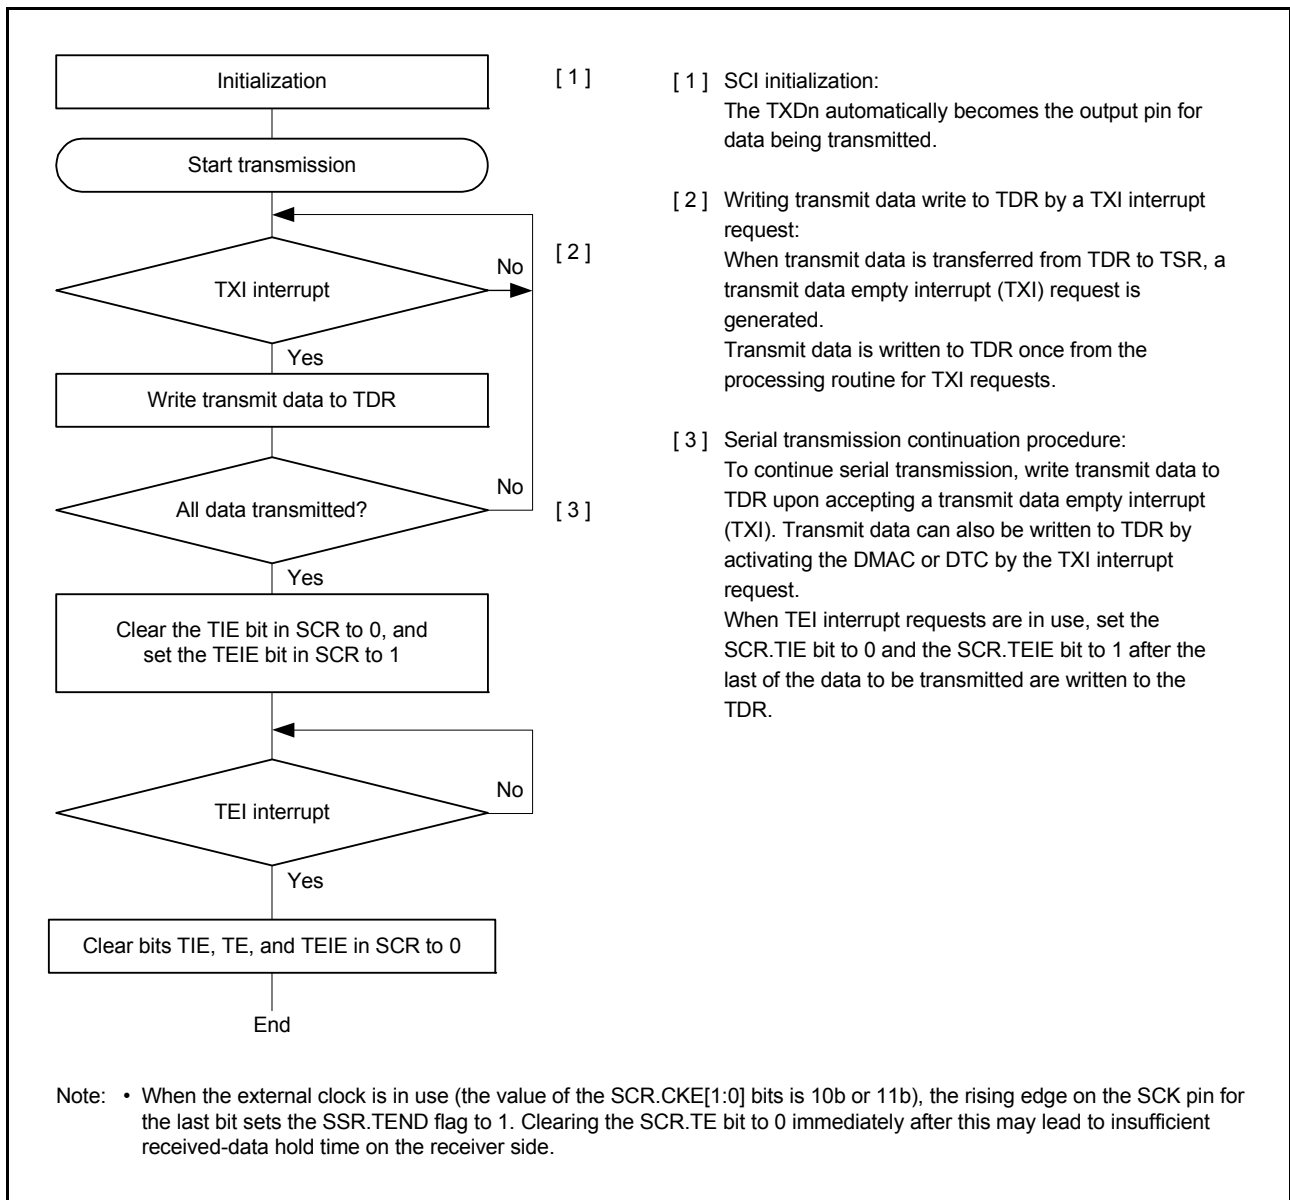 Initialization
[ 1 ]
Start transmission
[ 2 ]
TXI interrupt
No
Yes
Write transmit data to TDR
All data transmitted?
No
[ 3 ]
Yes
Clear the TIE bit in SCR to 0, and
set the TEIE bit in SCR to 1
TEI interrupt
No
Yes
Clear bits TIE, TE, and TEIE in SCR to 0
End
[ 1 ] SCI initialization:
The TXDn automatically becomes the output pin for
data being transmitted.
[ 2 ] Writing transmit data write to TDR by a TXI interrupt
request:
When transmit data is transferred from TDR to TSR, a
transmit data empty interrupt (TXI) request is
generated.
Transmit data is written to TDR once from the
processing routine for TXI requests.
[ 3 ] Serial transmission continuation procedure:
To continue serial transmission, write transmit data to
TDR upon accepting a transmit data empty interrupt
(TXI). Transmit data can also be written to TDR by
activating the DMAC or DTC by the TXI interrupt
request.
When TEI interrupt requests are in use, set the
SCR.TIE bit to 0 and the SCR.TEIE bit to 1 after the
last of the data to be transmitted are written to the
TDR.
Note: • When the external clock is in use (the value of the SCR.CKE[1:0] bits is 10b or 11b), the rising edge on the SCK pin for
the last bit sets the SSR.TEND flag to 1. Clearing the SCR.TE bit to 0 immediately after this may lead to insufficient
received-data hold time on the receiver side.